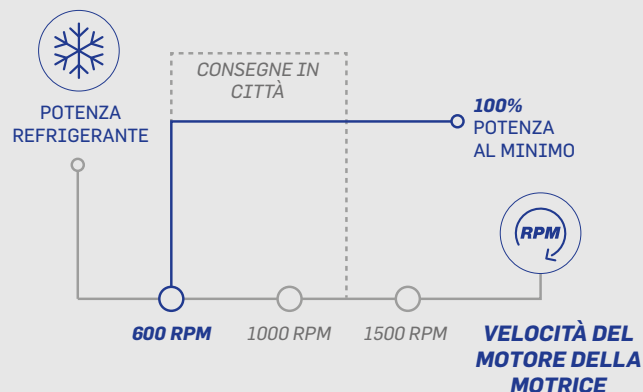 POTENZA
REFRIGERANTE
CONSEGNE IN
CITTÀ
100%
POTENZA
AL MINIMO
RPM
600 RPM
1000 RPM
1500 RPM
VELOCITÀ DEL
MOTORE DELLA
MOTRICE